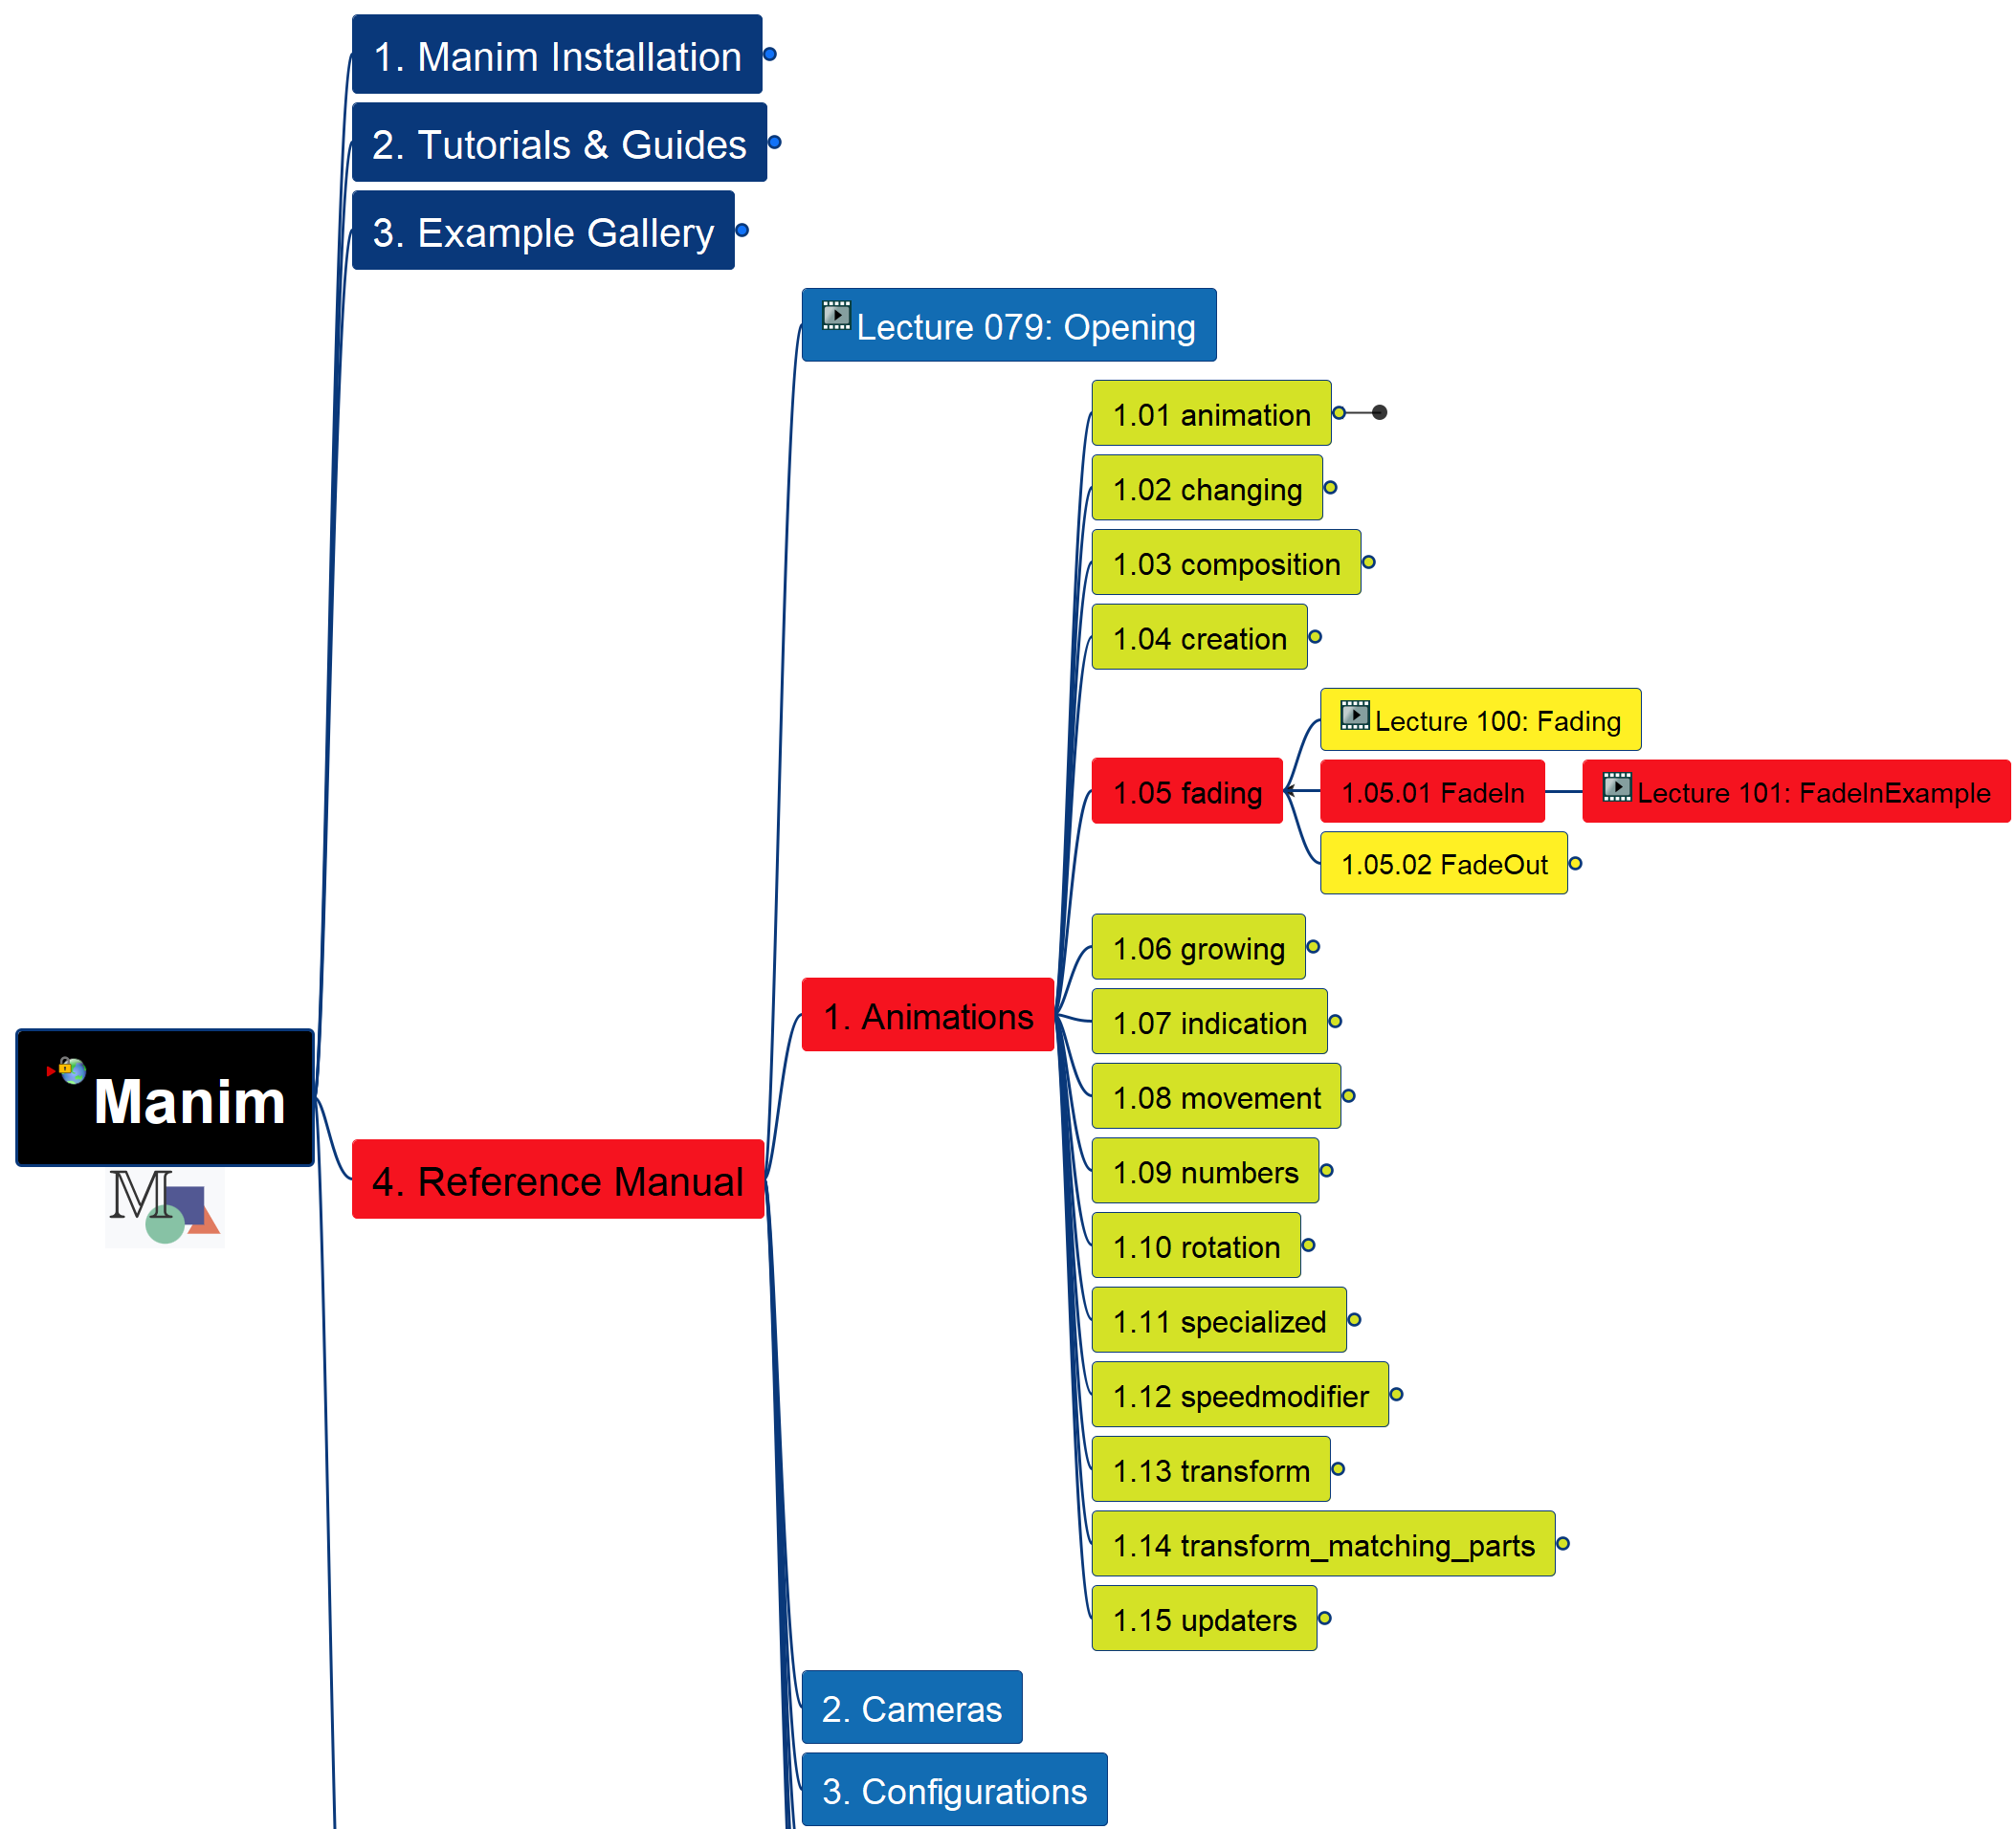 1. Manim Installation
2. Tutorials & Guides
3. Example Gallery
Lecture 079: Opening
1.01 animation
1.02 changing
1.03 composition
1.04 creation
Lecture 100: Fading
1.05 fading
1.05.01 FadeIn
Lecture 101: FadeInExample
1.05.02 FadeOut
1.06 growing
1. Animations
1.07 indication
Manim
1.08 movement
4. Reference Manual
1.09 numbers
M
1.10 rotation
1.11 specialized
1.12 speedmodifier
1.13 transform
1.14 transform_matching_parts
1.15 updaters
2. Cameras
3. Configurations